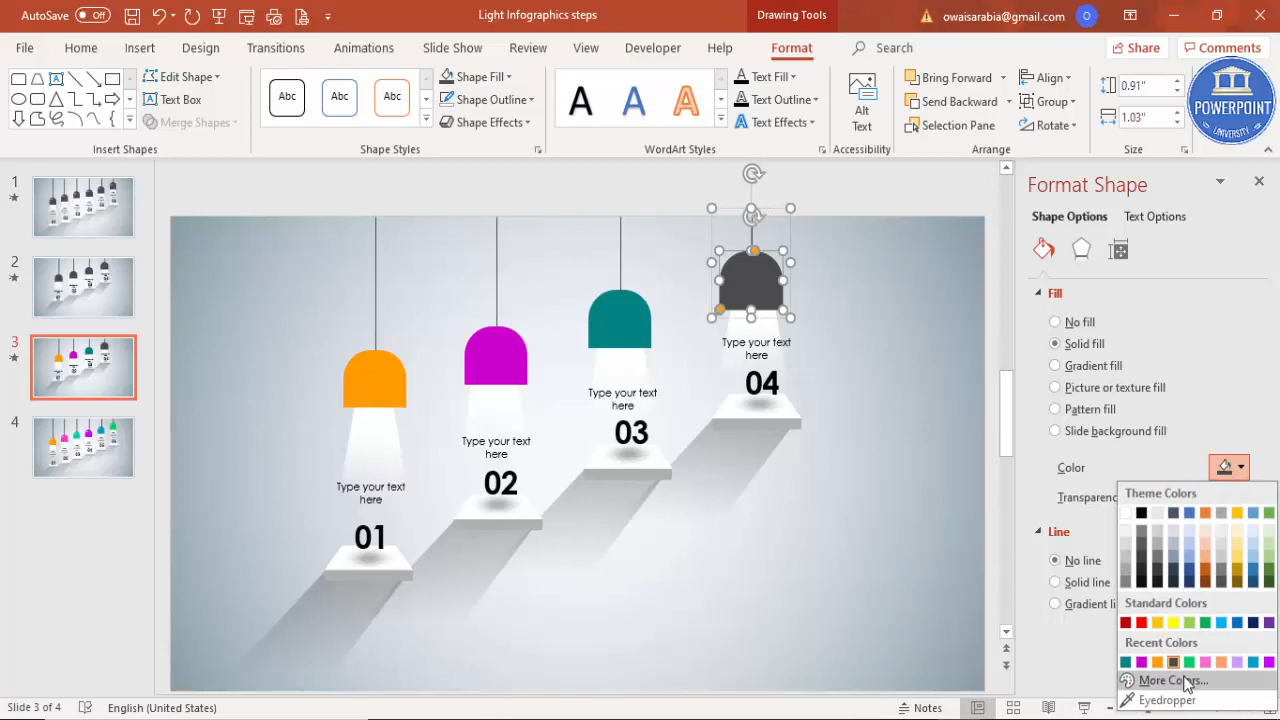 AutoSave Off
Light Infographics steps
Drawing Tools
owaisarabia@gmail.com
O
File
Home
Insert
Design
Transitions
Animations
Slide Show
Review
View
Developer
Help
Format
Search
Share
Comments
Edit Shape
Text Box
Merge Shapes
Insert Shapes
Abc
Abc
Abc
Shape Fill
Shape Outline
Shape Effects
Shape Styles
A
A
A
Text Fill
Text Outline
Text Effects
WordArt Styles
Alt
Text
Accessibility
Bring Forward
Send Backward
Selection Pane
Align
Group
Rotate
Arrange
0.91"
1.03"
Size
POWERPOINT
UNIVERSITY
1
2
3
4
Type your text
here
01
Type your text
here
02
Type your text
here
03
Type your text
here
04
Format Shape
Shape Options
Text Options
Fill
No fill
Solid fill
Gradient fill
Picture or texture fill
Pattern fill
Slide background fill
Color
Transparenc
Line
No line
Solid line
Gradient li
Theme Colors
Standard Colors
Recent Colors
More Colors...
Eyedropper
Slide 3 of 4
English (United States)
Notes